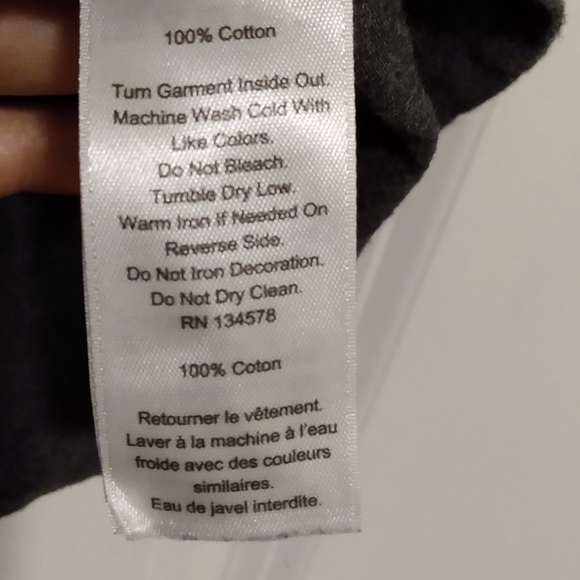 100% Cotton
Turn Garment Inside Out.
Machine Wash Cold With
Like Colors.
Do Not Bleach.
Tumble Dry Low.
Warm Iron If Needed On
Reverse Side.
Do Not Iron Decoration.
Do Not Dry Clean.
RN 134578
100% Coton
Retourner le vêtement.
Laver à la machine à l'eau
froide avec des couleurs
similaires.
Eau de javel interdite.